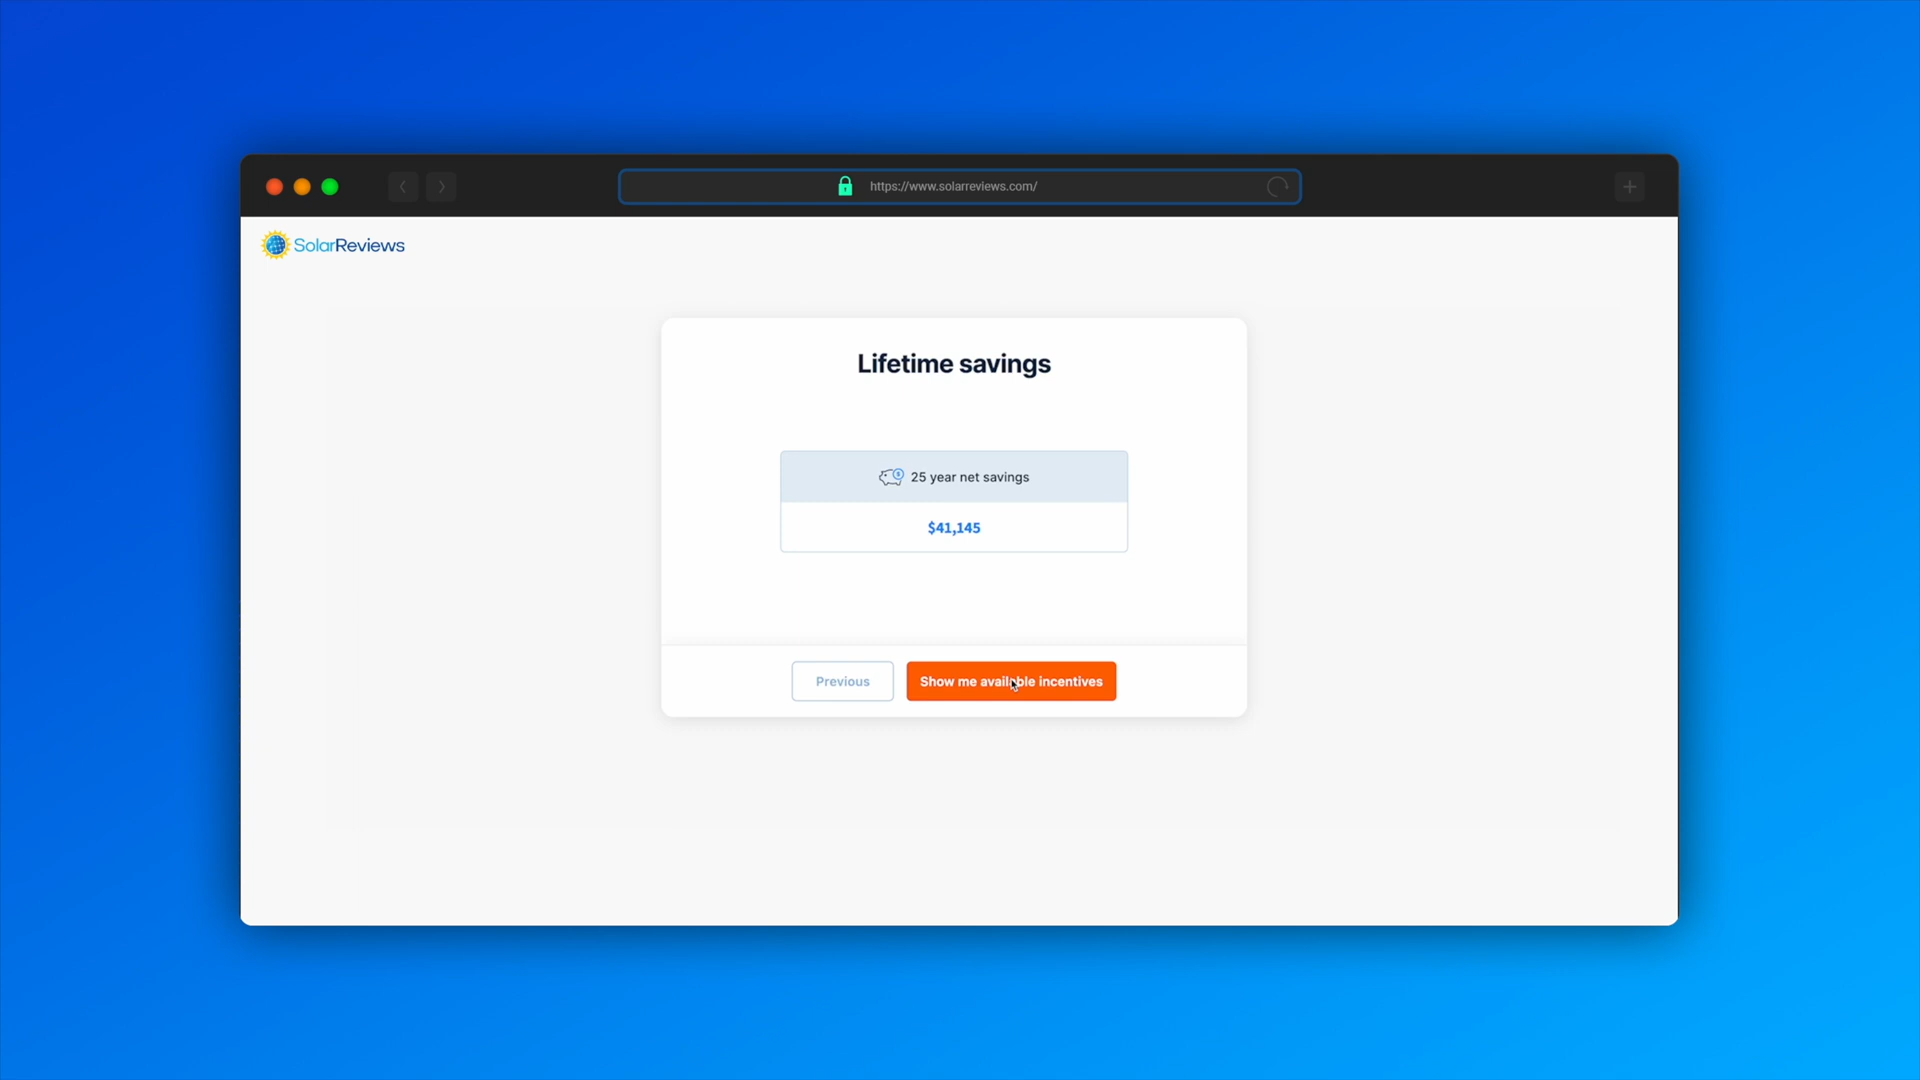 https://www.solarreviews.com/
SolarReviews
Lifetime savings
25 year net savings
$41,145
Previous
Show me available incentives